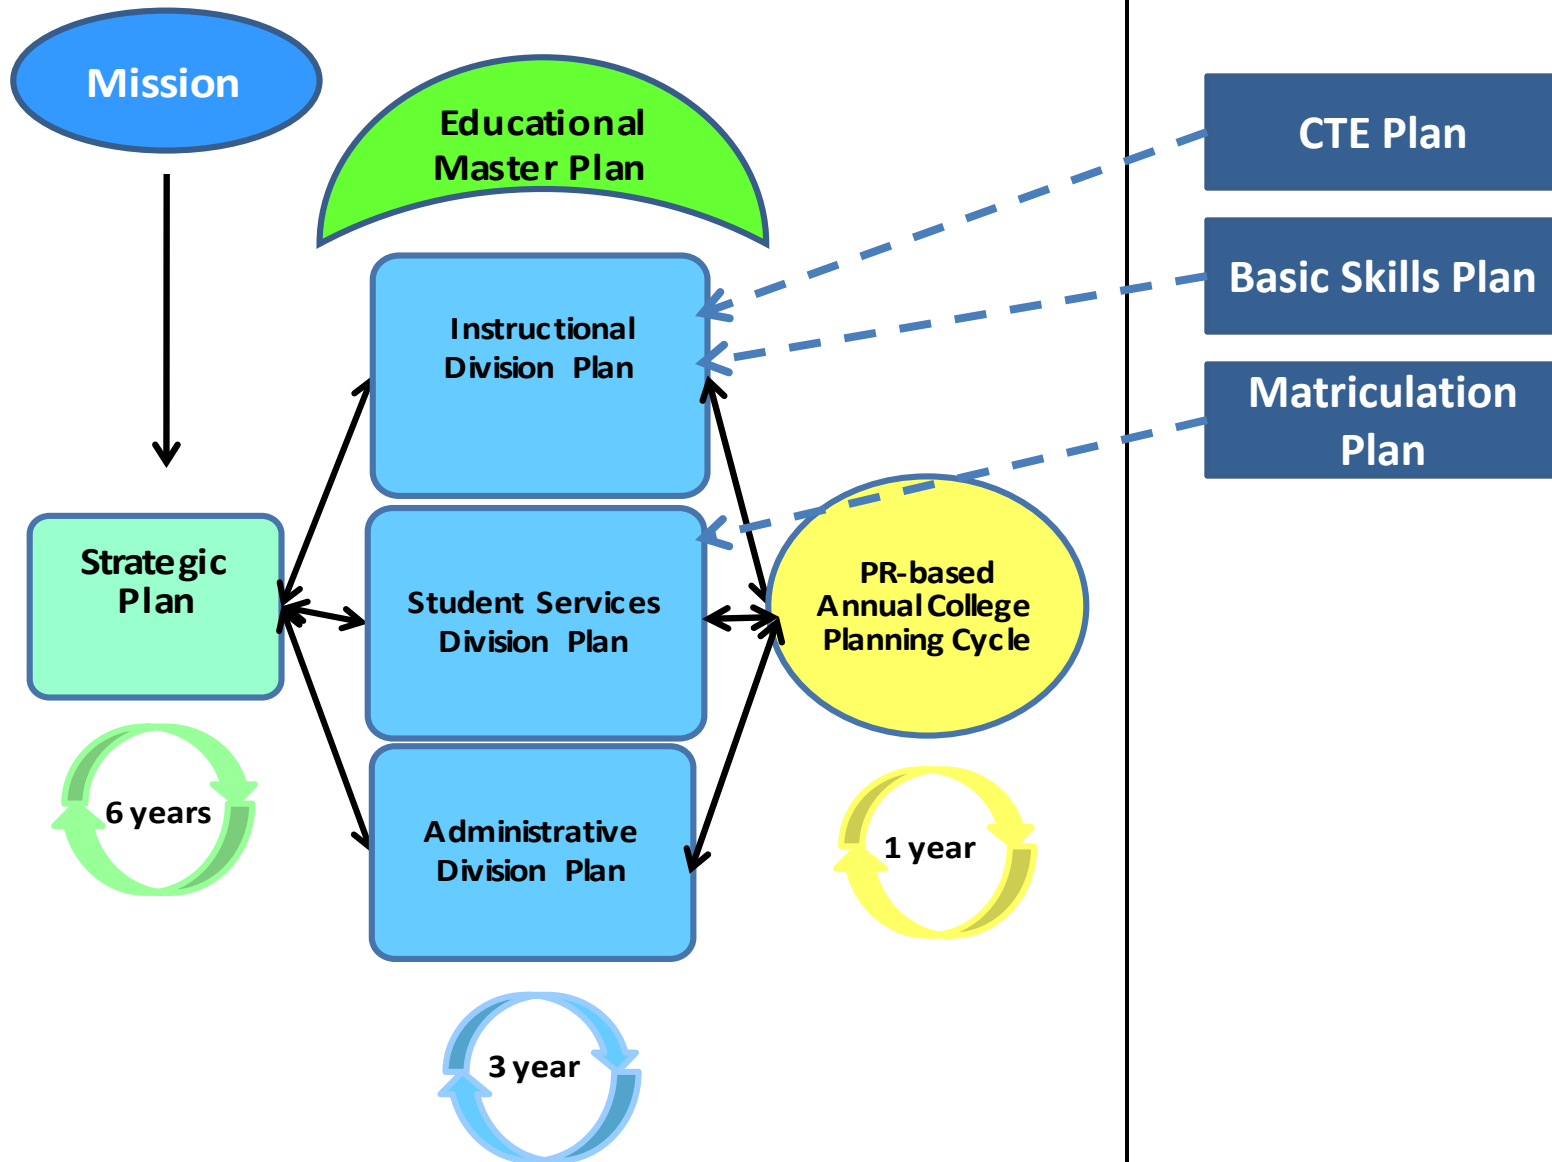 Mission
Educational
Master Plan
CTE Plan
Basic Skills Plan
Matriculation
Plan
Instructional
Division Plan
Strategic
Plan
Student Services
Division Plan
PR-based
Annual College
Planning Cycle
6 years
Administrative
Division Plan
1 year
3 year